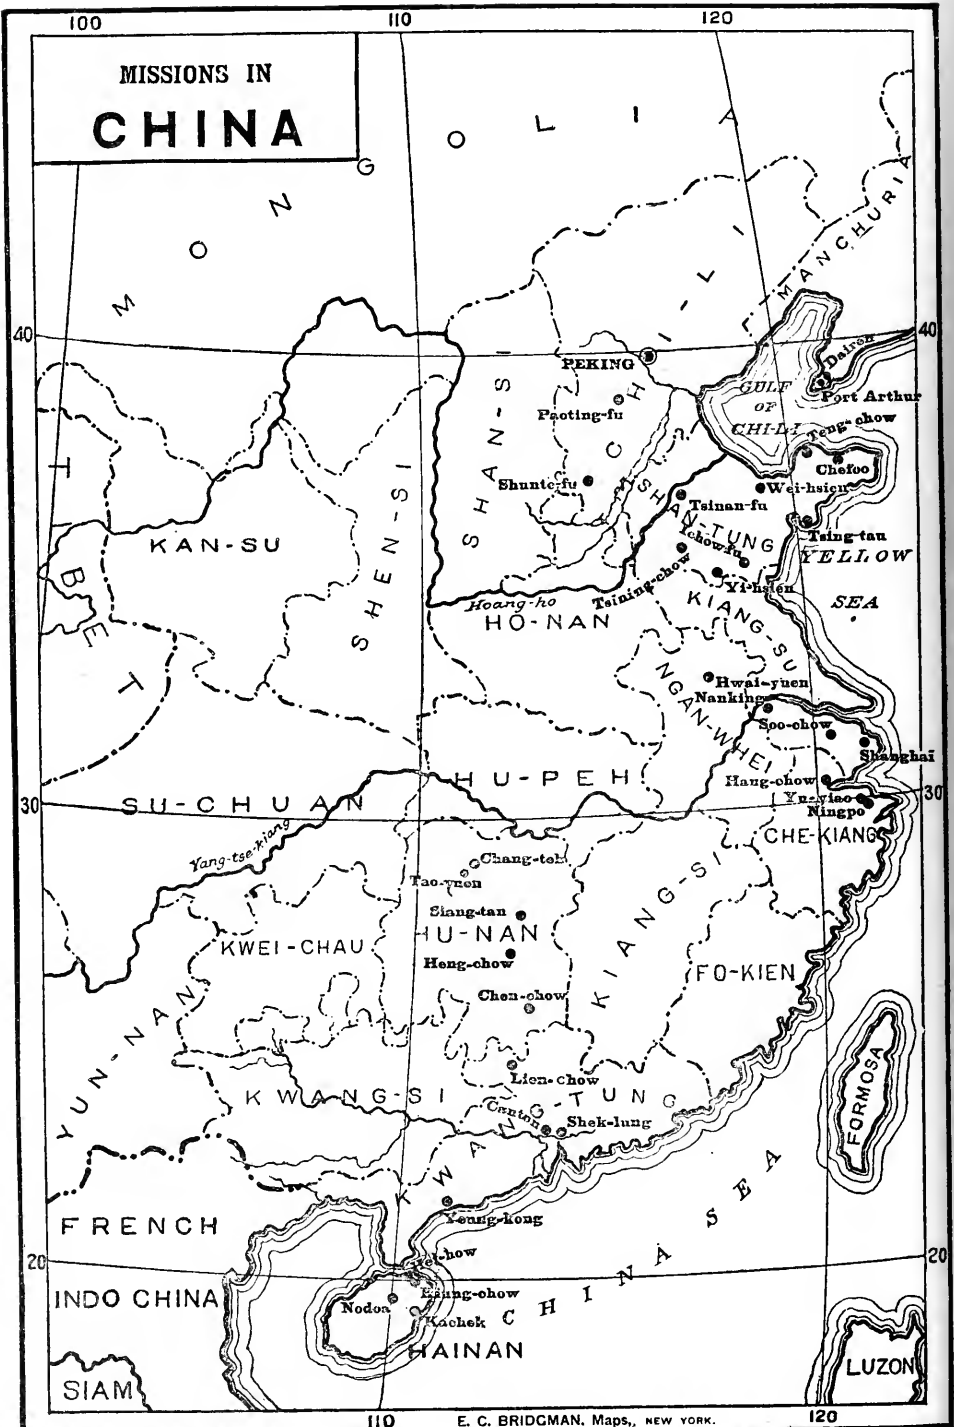 100
110
120
MISSIONS IN
CHINA
MONGOLIA
MANCHURIA
CHI-LI
40
40
PEKING
Dairen
Port Arthur
GULF
OF
CHI-LI
Paoting-fu
Teng-chow
Chefoo
Shunte-fu
Wei-hsien
Tsinan-fu
SHAN-SI
SHEN-SI
KAN-SU
SHAN-TUNG
Ichow-fu
Tsing-tau
YELLOW
SEA
TIBET
Tsining-chow
Yi-hsien
Hoang-ho
HO-NAN
KIANG-SU
NGAN-WHEI
Hwai-yuen
Nanking
Soo-chow
Shanghai
HU-PEH
Hang-chow
30
30
SU-CHUAN
Yu-yiao
Ningpo
CHE-KIANG
Yang-tse-kiang
Chang-teh
Tao-yuen
Siang-tan
HU-NAN
KWEI-CHAU
Heng-chow
KIANG-SI
FO-KIEN
Chen-chow
YUN-NAN
Lien-chow
KWANG-SI
KWANG-TUNG
Canton
Shek-lung
FORMOSA
Yeung-kong
FRENCH
INDO CHINA
20
20
Kiung-chow
Nodoa
Kachek
CHINA SEA
HAINAN
SIAM
LUZON
110
120
E. C. BRIDGMAN. Maps,, NEW YORK.